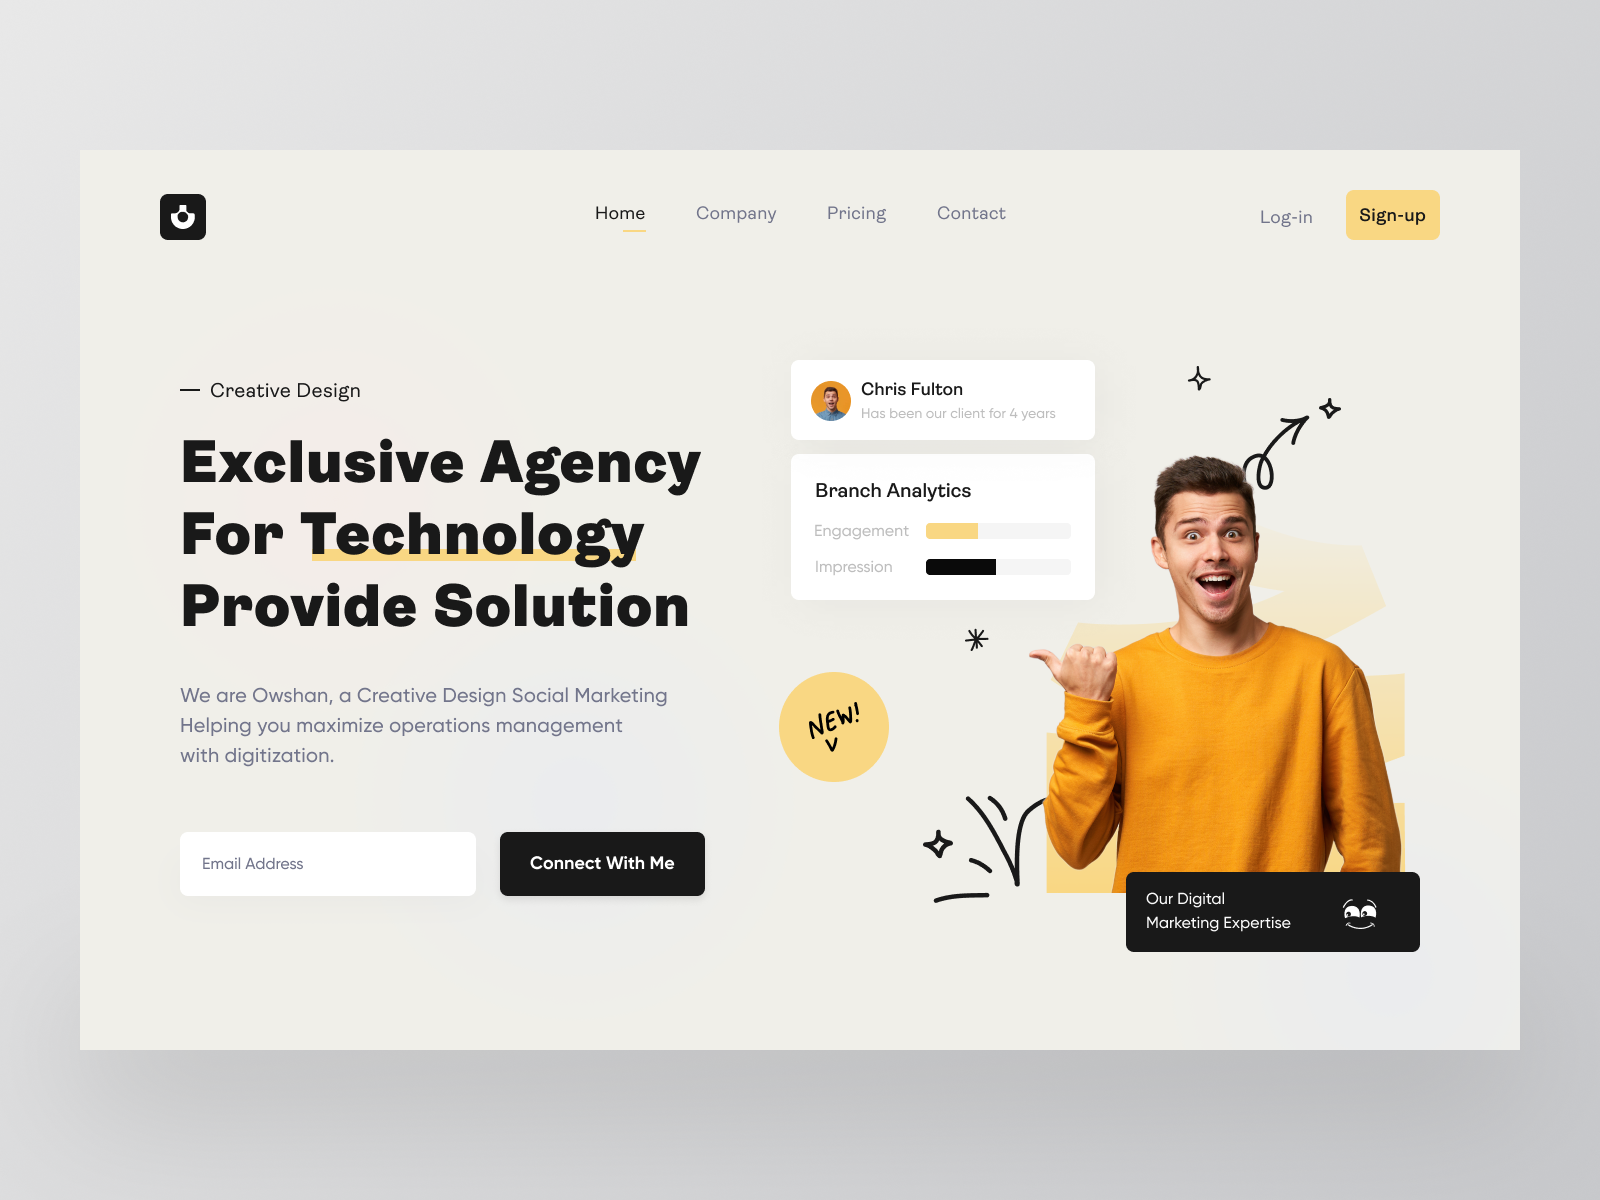 Home Company Pricing Contact
Log-in Sign-up
Creative Design
Exclusive Agency
For Technology
Provide Solution
We are Owshan, a Creative Design Social Marketing
Helping you maximize operations management
with digitization.
Email Address
Connect With Me
Chris Fulton
Has been our client for 4 years
Branch Analytics
Engagement
Impression
NEW!
Our Digital
Marketing Expertise